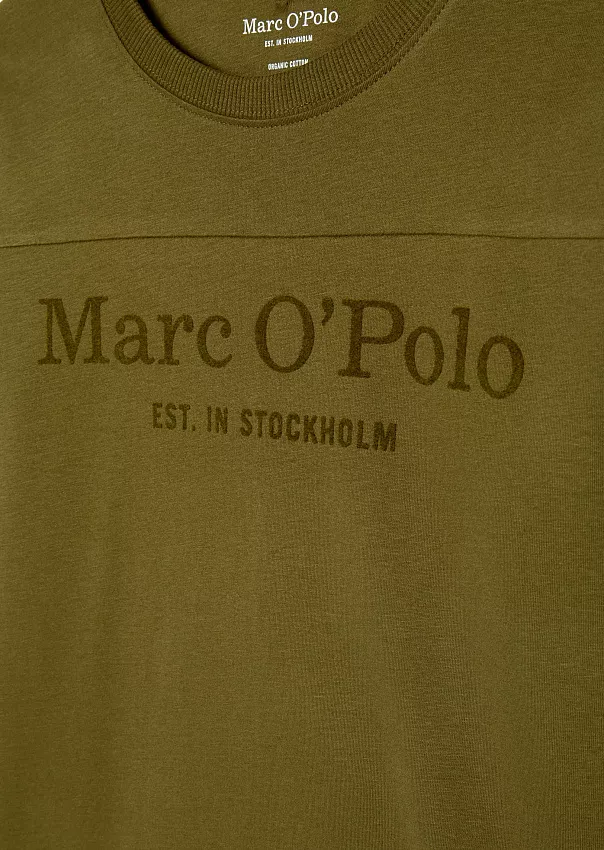 Marc O'Polo
EST. IN STOCKHOLM
ORGANIC COTTON
Marc O'Polo
EST. IN STOCKHOLM